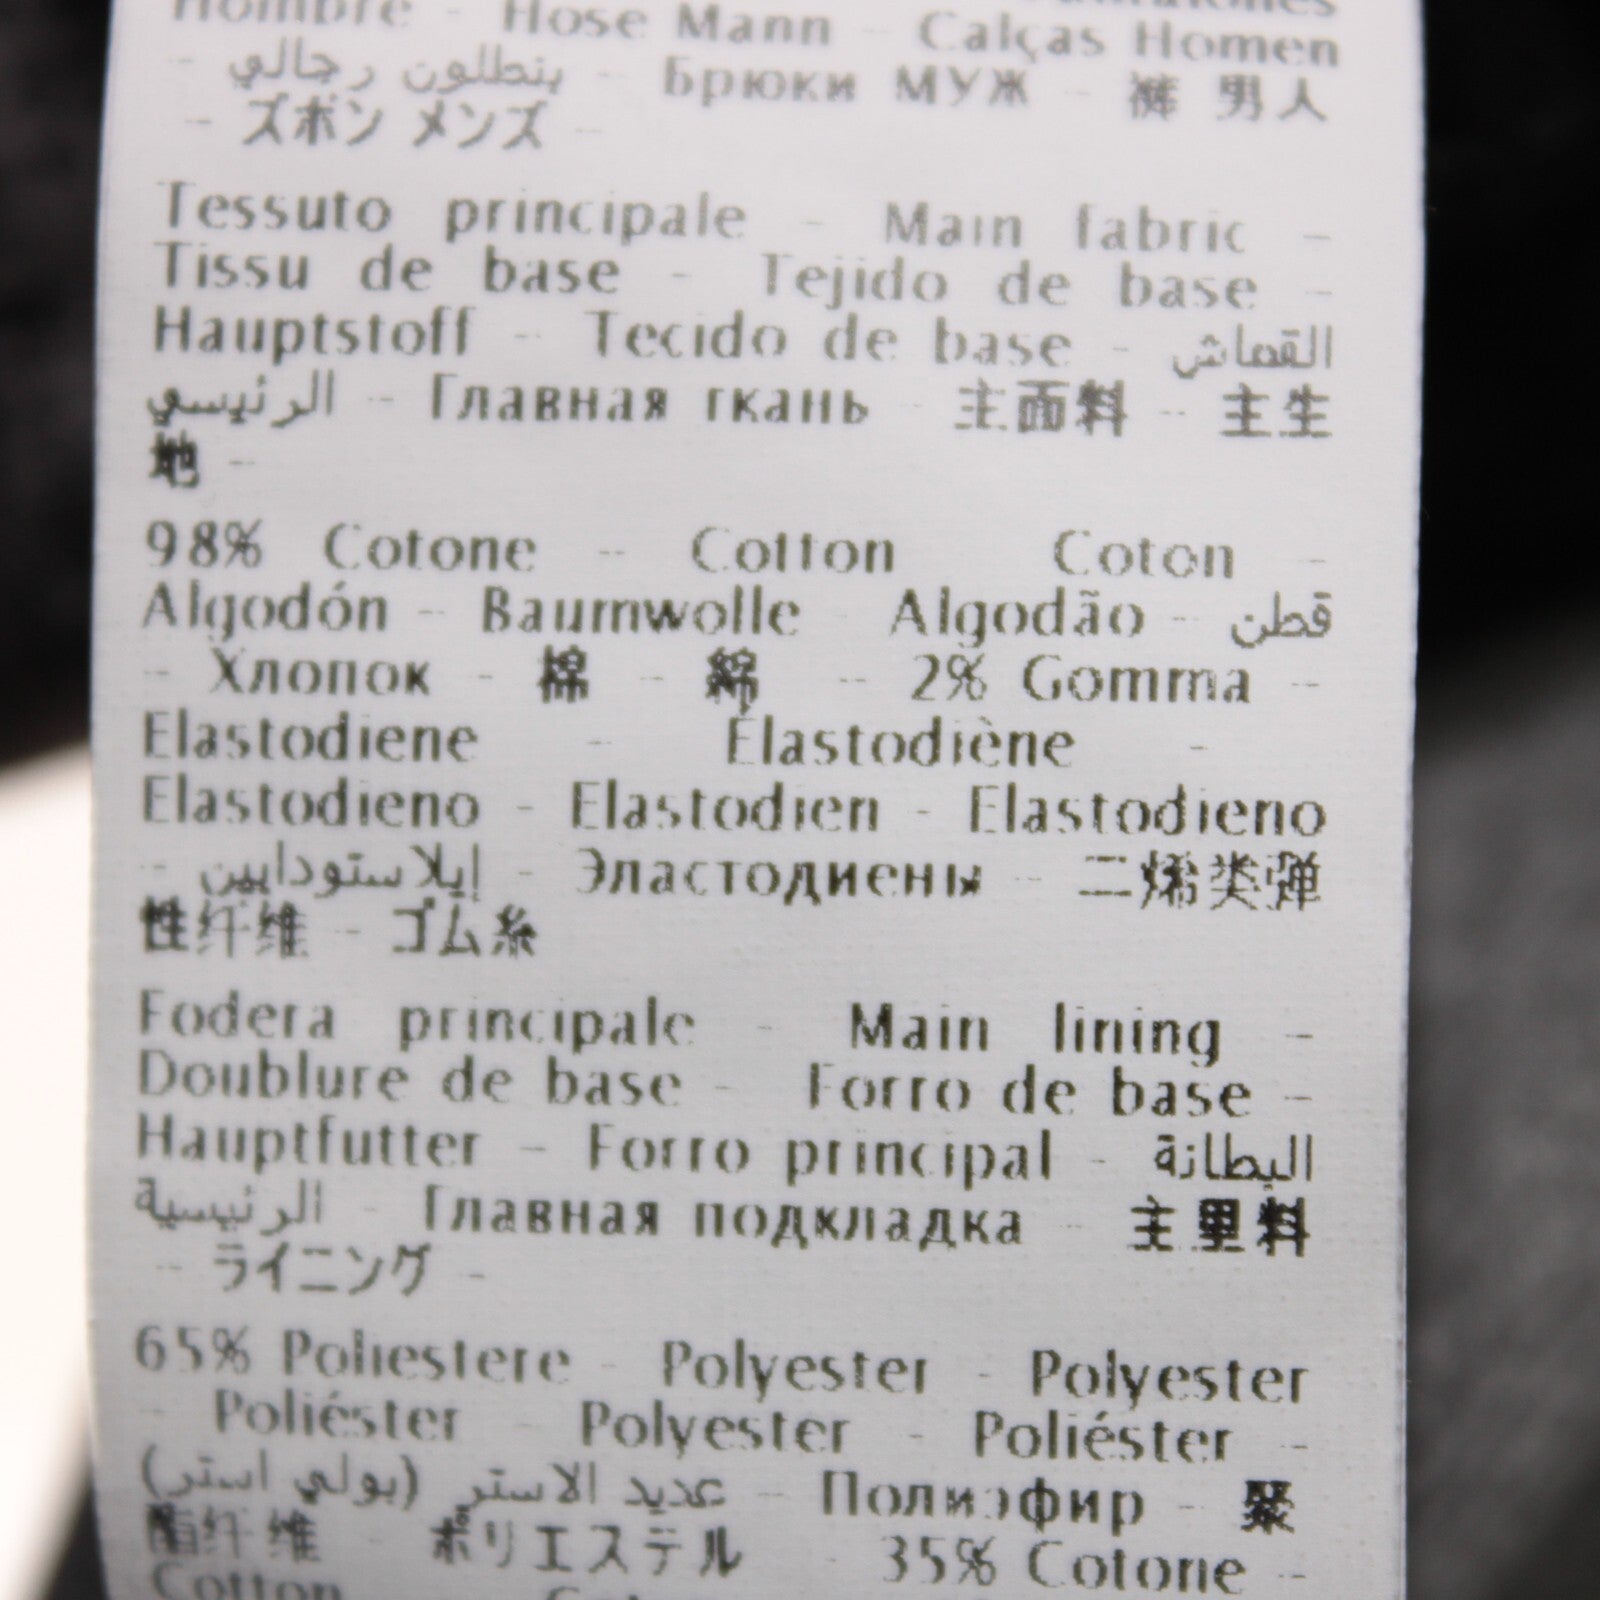 Hombre - Hose Mann - Calças Homen
- بنطلون رجالي - Брюки МУЖ - 裤 男人
- ズボン メンズ -
Tessuto principale - Main fabric -
Tissu de base - Tejido de base -
Hauptstoff - Tecido de base - القماش
الرئيسي - Главная ткань - 主面料 - 主生
地 -
98% Cotone - Cotton Coton -
Algodón - Baumwolle Algodão - قطن
- Хлопок - 棉 - 綿 - 2% Gomma -
Elastodiene - Élastodiène -
Elastodieno - Elastodien - Elastodieno
- إيلاستودايين - Эластодиены - 二烯类弹
性纤维 - ゴム糸
Fodera principale - Main lining -
Doublure de base - Forro de base -
Hauptfutter - Forro principal - البطانة
الرئيسية - Главная подкладка - 主里料
- ライニング -
65% Poliestere - Polyester - Polyester
- Poliéster - Polyester - Poliéster -
عديد الاستر (بولي استر) - Полиэфир - 聚
酯纤维 - ポリエステル - 35% Cotone -
Cotton